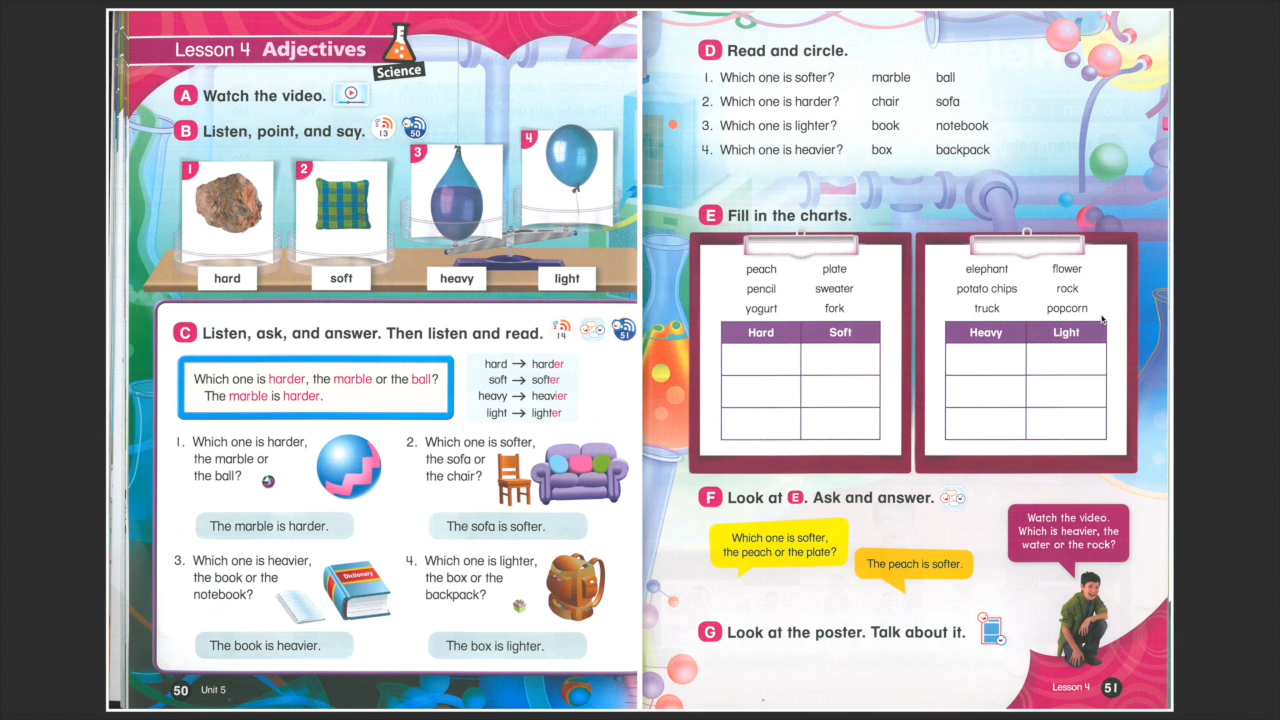 Lesson 4 Adjectives
Science
A Watch the video.
B Listen, point, and say. 13 50
1
2
3
4
hard
soft
heavy
light
C Listen, ask, and answer. Then listen and read. 14 51
Which one is harder, the marble or the ball?
The marble is harder.
hard → harder
soft → softer
heavy → heavier
light → lighter
1. Which one is harder,
the marble or
the ball?
The marble is harder.
2. Which one is softer,
the sofa or
the chair?
The sofa is softer.
3. Which one is heavier,
the book or the
notebook?
Dictionary
The book is heavier.
4. Which one is lighter,
the box or the
backpack?
The box is lighter.
50 Unit 5
D Read and circle.
1. Which one is softer? marble ball
2. Which one is harder? chair sofa
3. Which one is lighter? book notebook
4. Which one is heavier? box backpack
E Fill in the charts.
peach plate
pencil sweater
yogurt fork
Hard Soft
elephant flower
potato chips rock
truck popcorn
Heavy Light
F Look at E. Ask and answer.
Which one is softer,
the peach or the plate?
The peach is softer.
Watch the video.
Which is heavier, the
water or the rock?
G Look at the poster. Talk about it.
Lesson 4 51